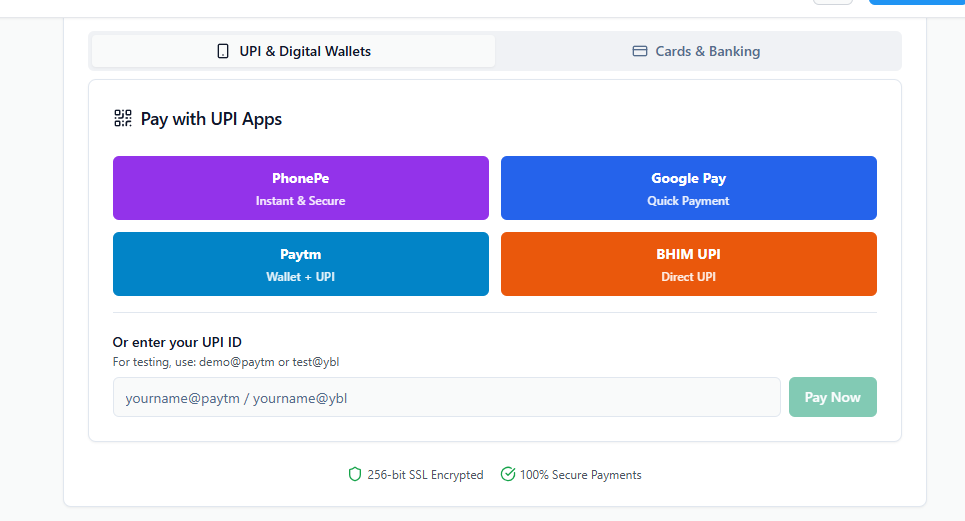 UPI & Digital Wallets
Cards & Banking
Pay with UPI Apps
PhonePe
Instant & Secure
Google Pay
Quick Payment
Paytm
Wallet + UPI
BHIM UPI
Direct UPI
Or enter your UPI ID
For testing, use: demo@paytm or test@ybl
yourname@paytm / yourname@ybl
Pay Now
256-bit SSL Encrypted
100% Secure Payments